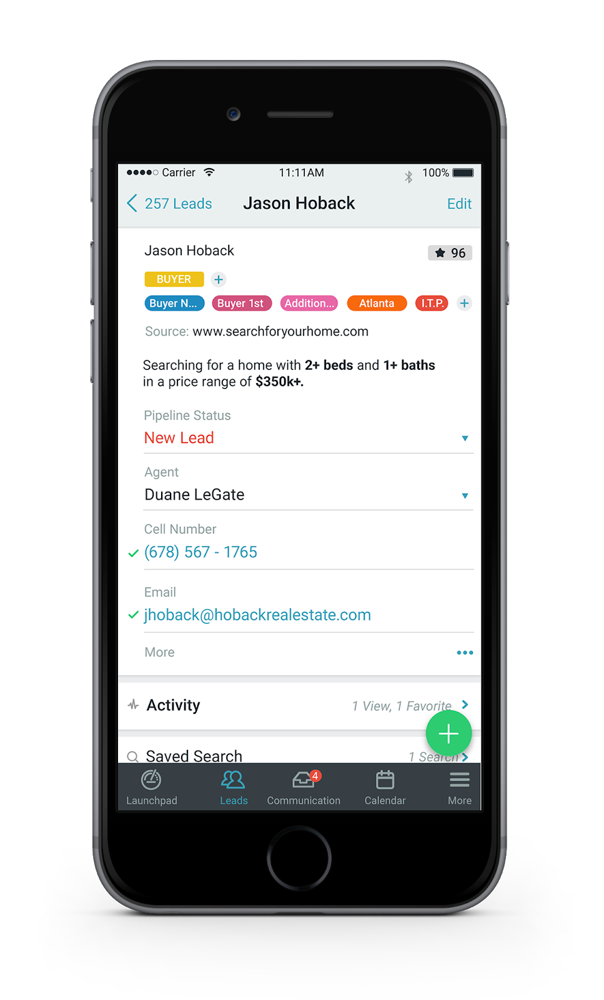 Carrier 11:11AM 100%
257 Leads Jason Hoback Edit
Jason Hoback 96
BUYER +
Buyer N... Buyer 1st Addition... Atlanta I.T.P. +
Source: www.searchforyourhome.com
Searching for a home with 2+ beds and 1+ baths
in a price range of $350k+.
Pipeline Status
New Lead
Agent
Duane LeGate
Cell Number
(678) 567 - 1765
Email
jhoback@hobackrealestate.com
More
Activity 1 View, 1 Favorite
Saved Search 1 Search
4
Launchpad Leads Communication Calendar More